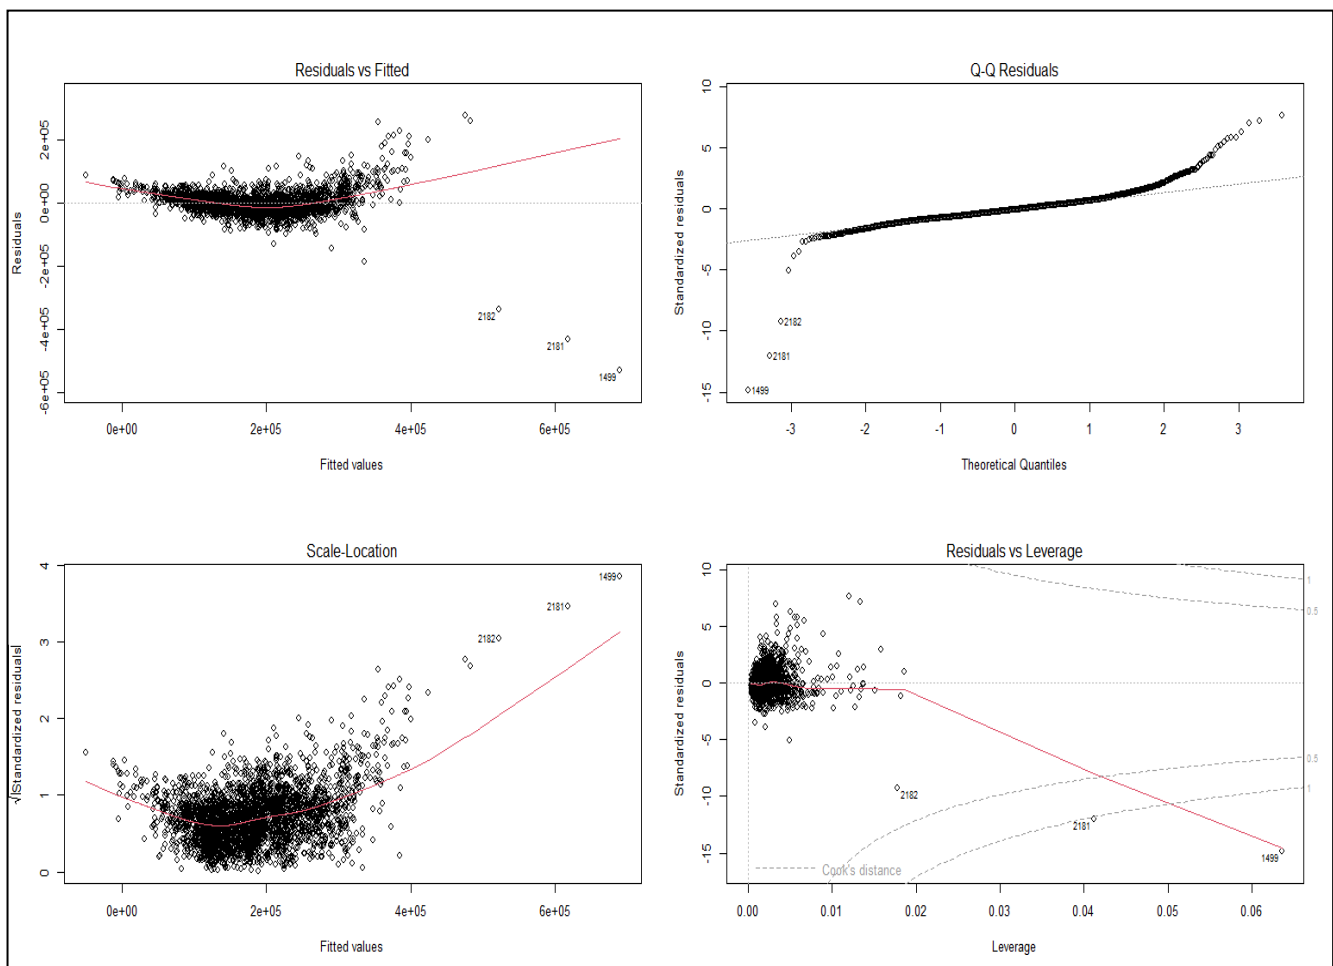 Residuals vs Fitted
Residuals
-6e+05 -4e+05 -2e+05 0e+00 2e+05
2182
2181
1499
0e+00 2e+05 4e+05 6e+05
Fitted values
Q-Q Residuals
Standardized residuals
-15 -10 -5 0 5 10
2182
2181
1499
-3 -2 -1 0 1 2 3
Theoretical Quantiles
Scale-Location
√|Standardized residuals|
0 1 2 3 4
1499
2181
2182
0e+00 2e+05 4e+05 6e+05
Fitted values
Residuals vs Leverage
Standardized residuals
-15 -10 -5 0 5 10
1
0.5
0.5
1
2182
2181
1499
Cook's distance
0.00 0.01 0.02 0.03 0.04 0.05 0.06
Leverage